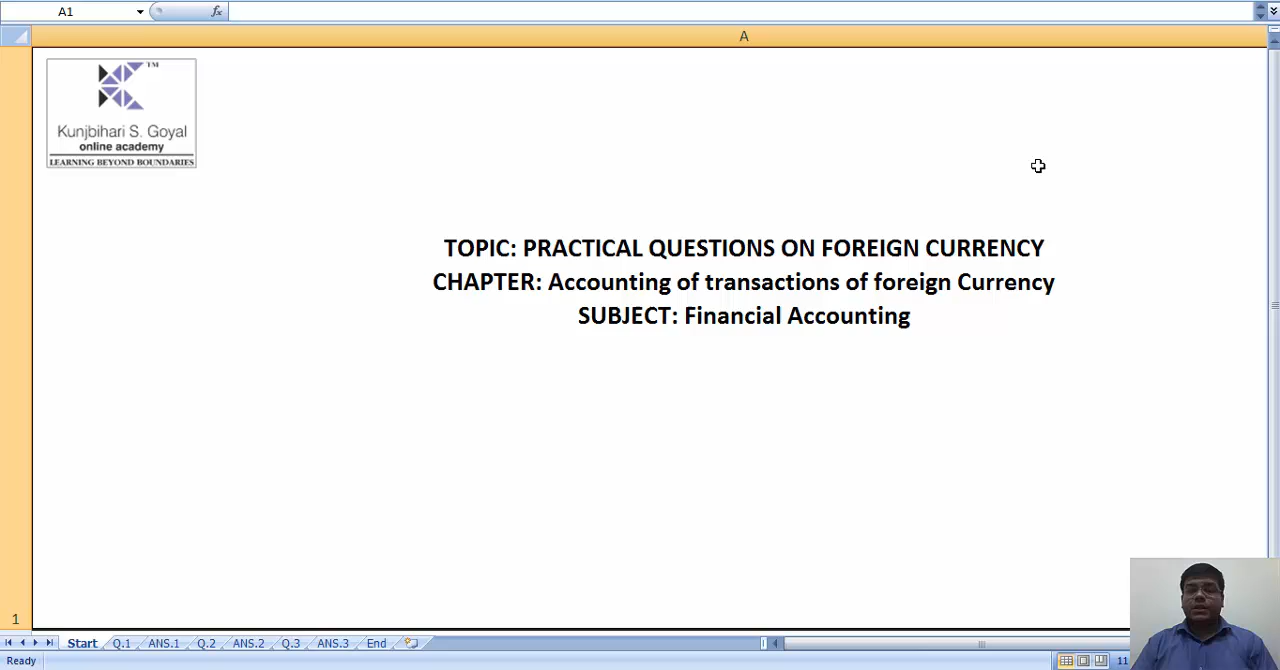 A1
fx
A
TM
Kunjbihari S. Goyal
online academy
LEARNING BEYOND BOUNDARIES
TOPIC: PRACTICAL QUESTIONS ON FOREIGN CURRENCY
CHAPTER: Accounting of transactions of foreign Currency
SUBJECT: Financial Accounting
1
Start Q.1 ANS.1 Q.2 ANS.2 Q.3 ANS.3 End
Ready 11